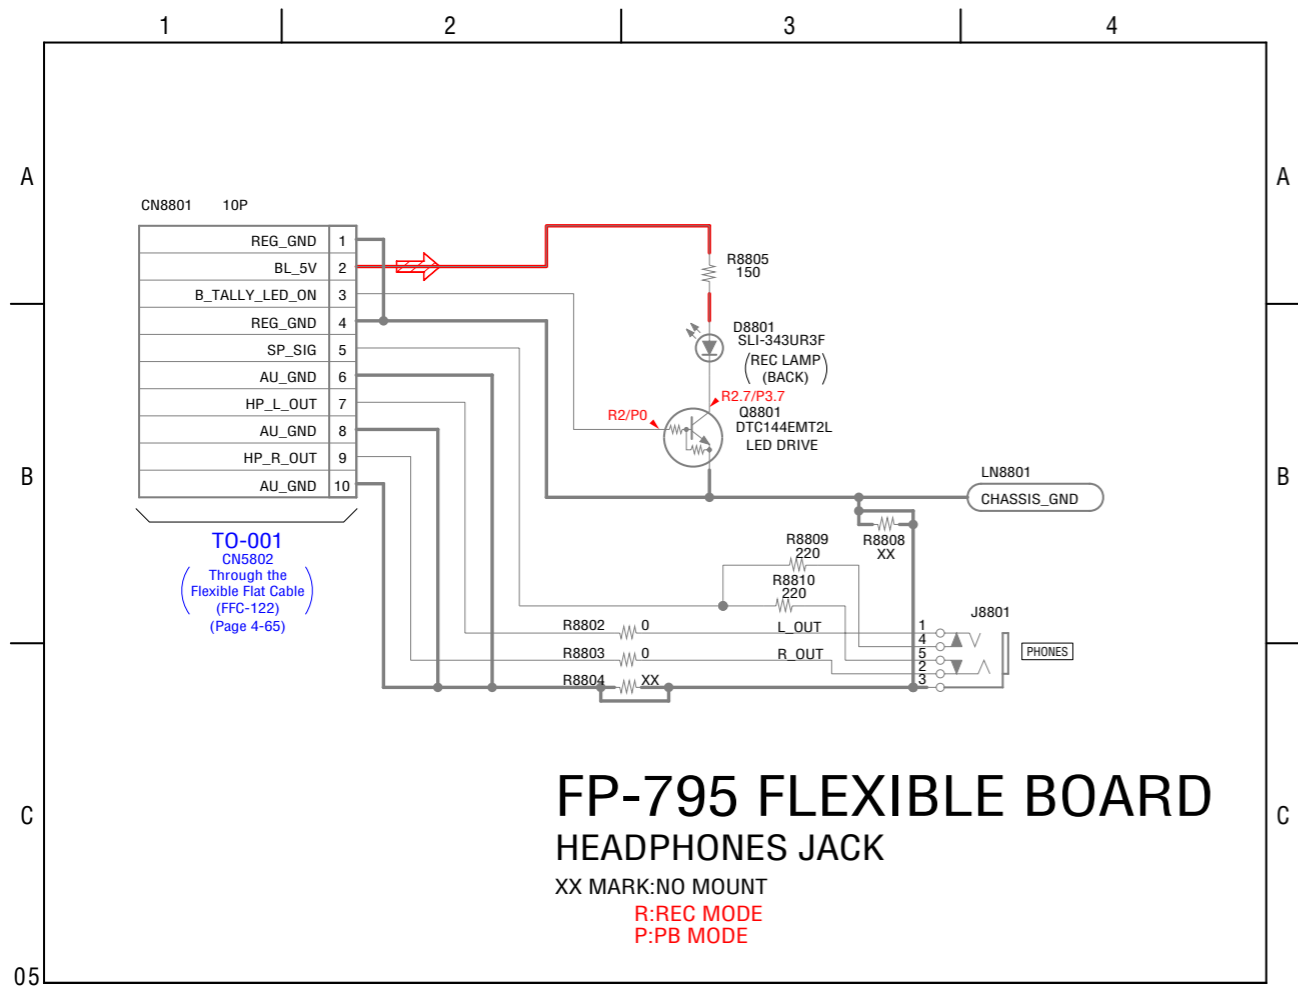 1 2 3 4
A A
CN8801 10P
REG_GND 1
BL_5V 2
B_TALLY_LED_ON 3
REG_GND 4
SP_SIG 5
AU_GND 6
HP_L_OUT 7
AU_GND 8
HP_R_OUT 9
AU_GND 10
TO-001
CN5802
Through the
Flexible Flat Cable
(FFC-122)
(Page 4-65)
R8805
150
D8801
SLI-343UR3F
(REC LAMP)
(BACK)
R2.7/P3.7
R2/P0
Q8801
DTC144EMT2L
LED DRIVE
B B
LN8801
CHASSIS_GND
R8808
XX
R8809
220
R8810
220
R8802 0 L_OUT
R8803 0 R_OUT
R8804 XX
1
4
5
2
3
J8801
PHONES
C C
FP-795 FLEXIBLE BOARD
HEADPHONES JACK
XX MARK:NO MOUNT
R:REC MODE
P:PB MODE
05